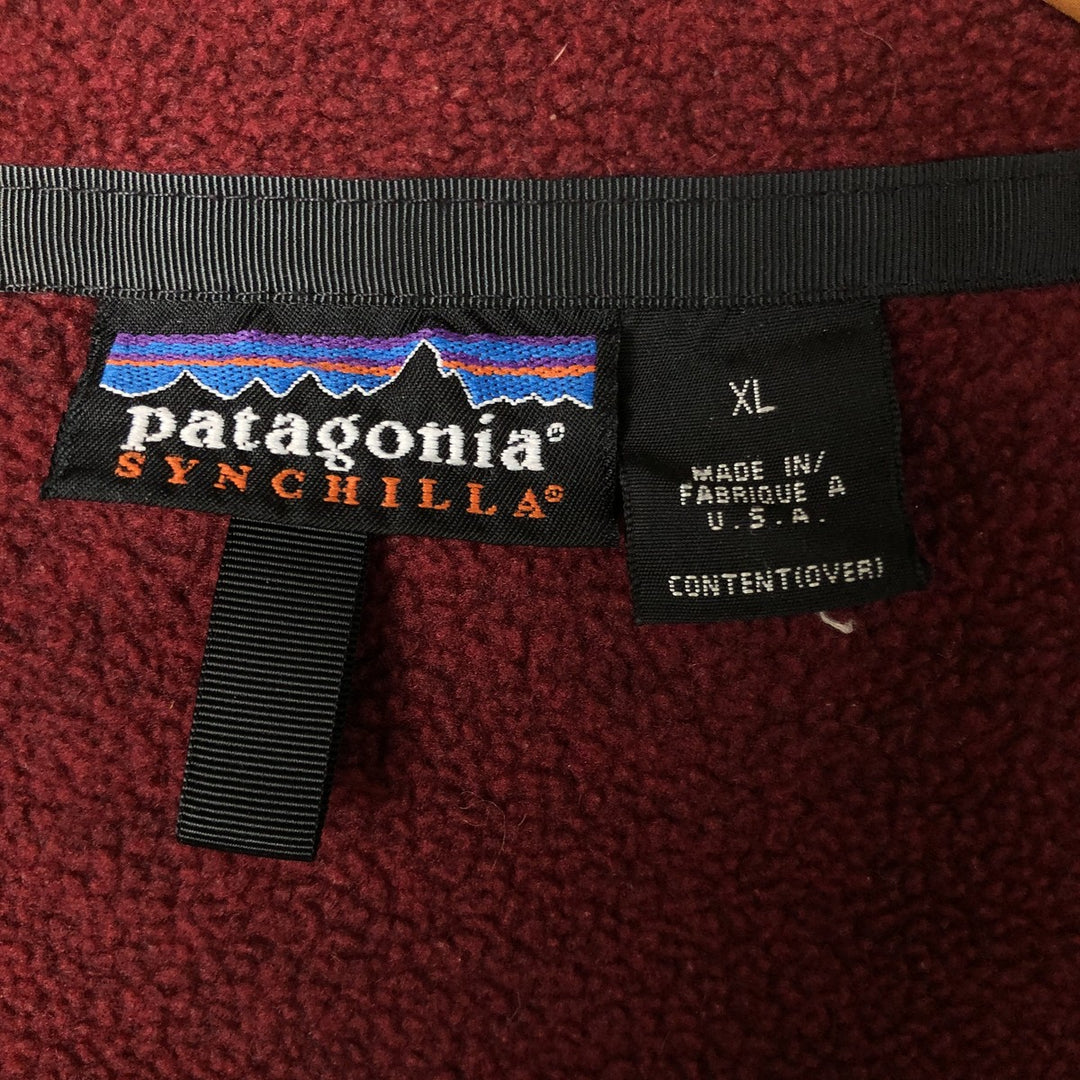 patagonia®
SYNCHILLA®
XL
MADE IN/
FABRIQUE A
U.S.A.
CONTENT(OVER)